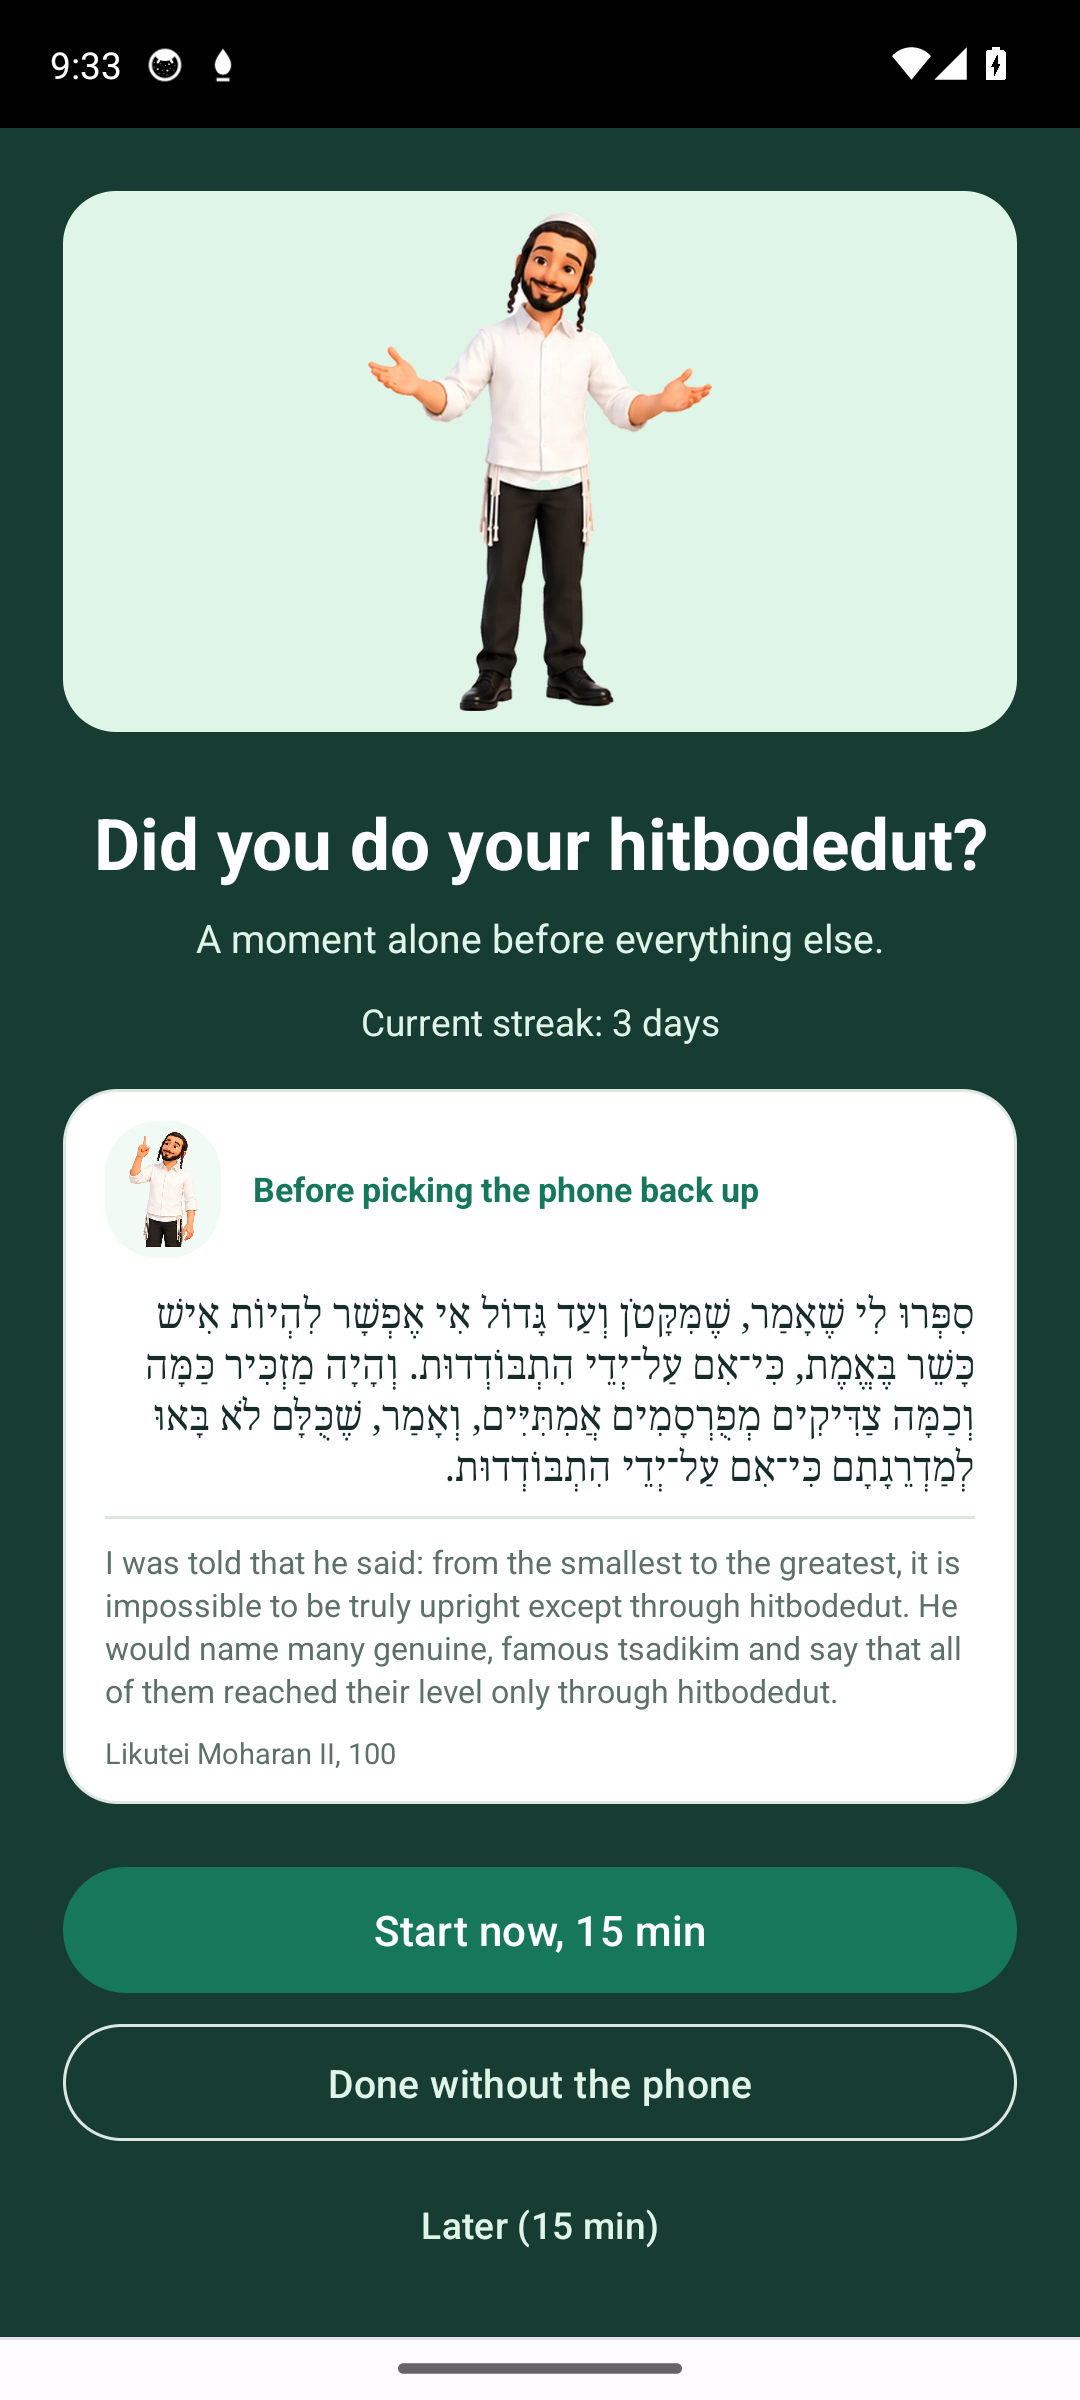 9:33
Did you do your hitbodedut?
A moment alone before everything else.
Current streak: 3 days
Before picking the phone back up
סִפְּרוּ לִי שֶׁאָמַר, שֶׁמִּקָּטֹן וְעַד גָּדוֹל אִי אֶפְשָׁר לִהְיוֹת אִישׁ
כָּשֵׁר בֶּאֱמֶת, כִּי־אִם עַל־יְדֵי הִתְבּוֹדְדוּת. וְהָיָה מַזְכִּיר כַּמָּה
וְכַמָּה צַדִּיקִים מְפֻרְסָמִים אֲמִתִּיִּים, וְאָמַר, שֶׁכֻּלָּם לֹא בָּאוּ
לְמַדְרֵגָתָם כִּי־אִם עַל־יְדֵי הִתְבּוֹדְדוּת.
I was told that he said: from the smallest to the greatest, it is
impossible to be truly upright except through hitbodedut. He
would name many genuine, famous tsadikim and say that all
of them reached their level only through hitbodedut.
Likutei Moharan II, 100
Start now, 15 min
Done without the phone
Later (15 min)